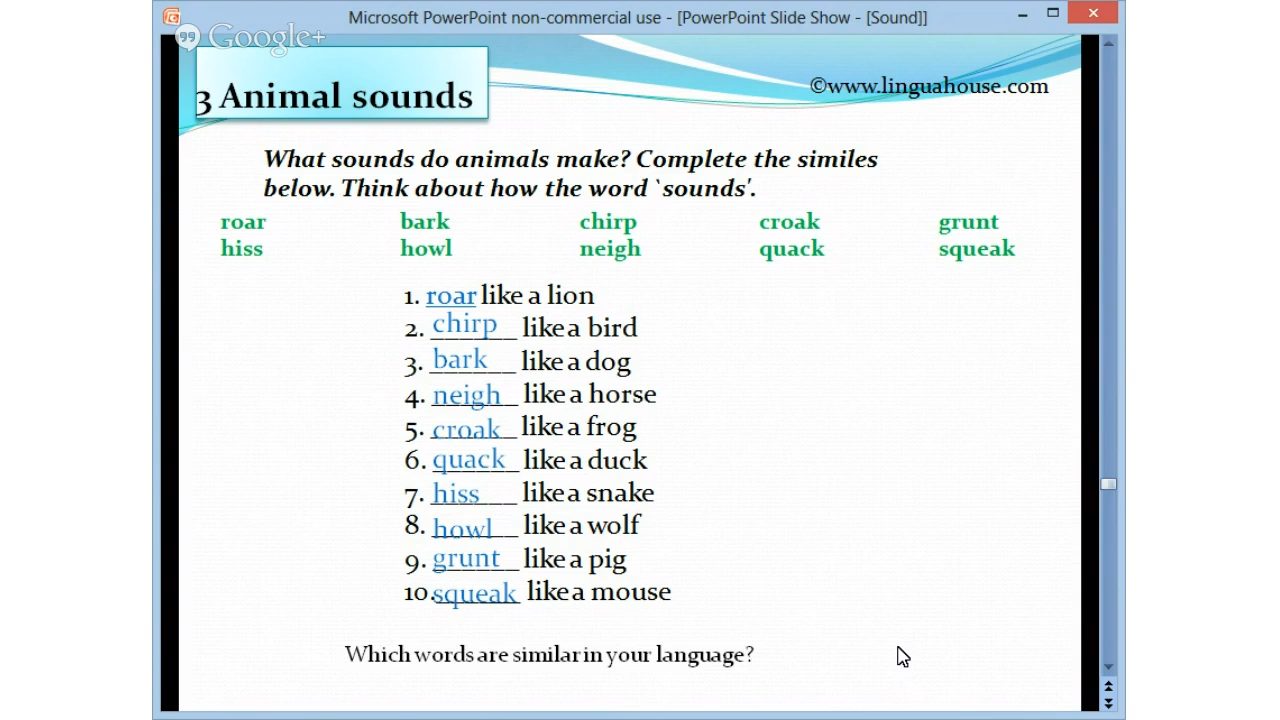 Microsoft PowerPoint non-commercial use - [PowerPoint Slide Show - [Sound]]
Google+
3 Animal sounds
©www.linguahouse.com
What sounds do animals make? Complete the similes
below. Think about how the word `sounds'.
roar bark chirp croak grunt
hiss howl neigh quack squeak
1. roar like a lion
2. chirp like a bird
3. bark like a dog
4. neigh like a horse
5. croak like a frog
6. quack like a duck
7. hiss like a snake
8. howl like a wolf
9. grunt like a pig
10. squeak like a mouse
Which words are similar in your language?